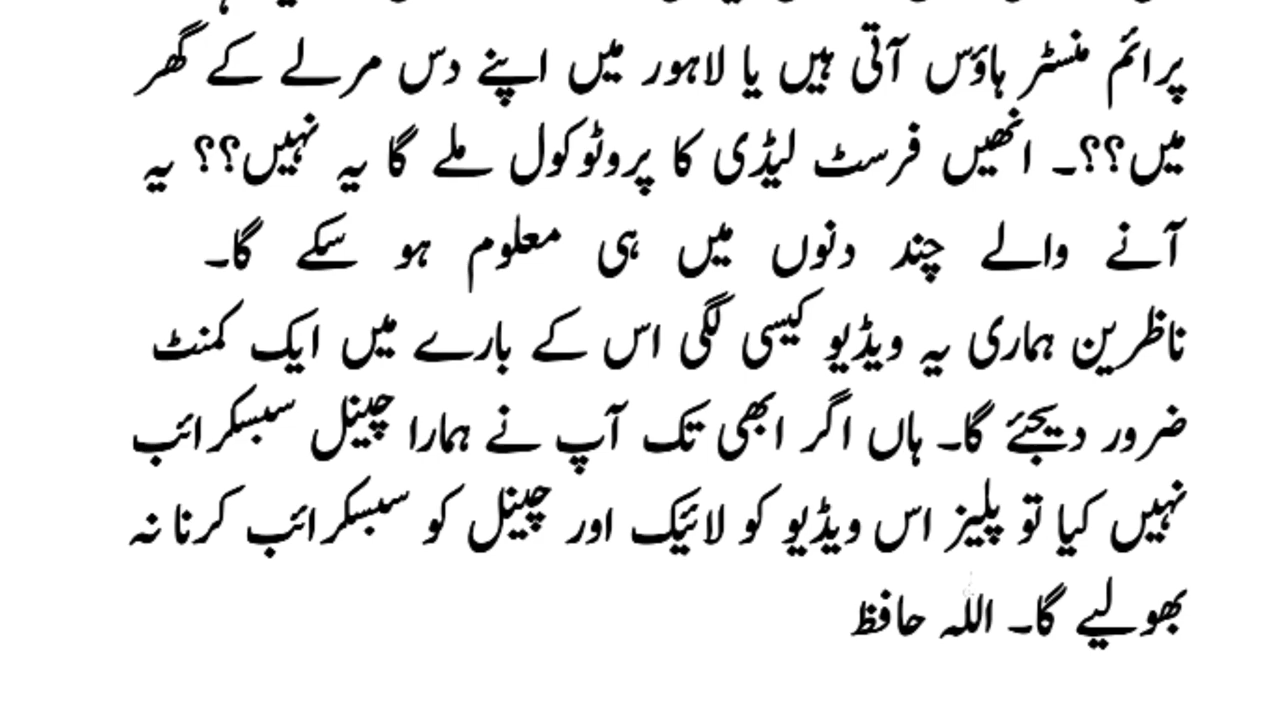 پرائم منسٹر ہاؤس آتی ہیں یا لاہور میں اپنے دس مرلے کے گھر
میں؟؟۔ انھیں فرسٹ لیڈی کا پروٹوکول ملے گا یہ نہیں؟؟ یہ
آنے والے چند دنوں میں ہی معلوم ہو سکے گا۔
ناظرین ہماری یہ ویڈیو کیسی لگی اس کے بارے میں ایک کمنٹ
ضرور دیجئے گا۔ ہاں اگر ابھی تک آپ نے ہمارا چینل سبسکرائب
نہیں کیا تو پلیز اس ویڈیو کو لائیک اور چینل کو سبسکرائب کرنا نہ
بھولیے گا۔ اللہ حافظ